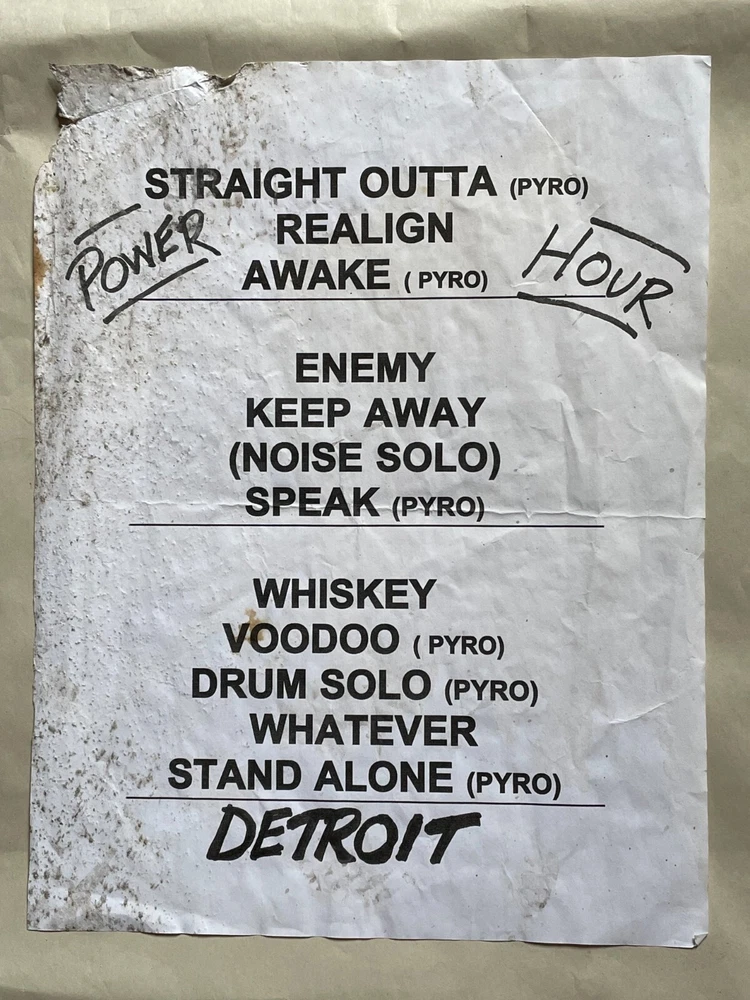 STRAIGHT OUTTA (PYRO)
POWER
REALIGN
HOUR
AWAKE ( PYRO)
ENEMY
KEEP AWAY
(NOISE SOLO)
SPEAK (PYRO)
WHISKEY
VOODOO ( PYRO)
DRUM SOLO (PYRO)
WHATEVER
STAND ALONE (PYRO)
DETROIT